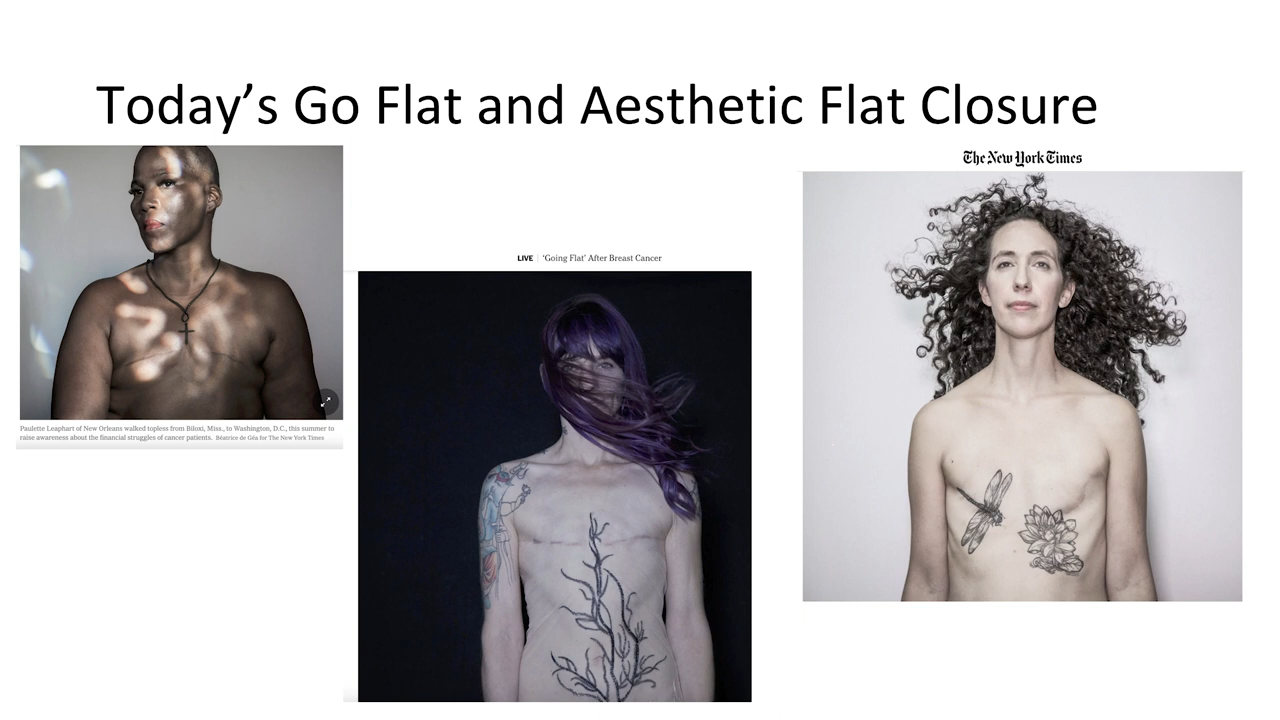 Today’s Go Flat and Aesthetic Flat Closure
The New York Times
LIVE | ‘Going Flat’ After Breast Cancer
Paulette Leaphart of New Orleans walked topless from Biloxi, Miss., to Washington, D.C., this summer to
raise awareness about the financial struggles of cancer patients. Béatrice de Géa for The New York Times